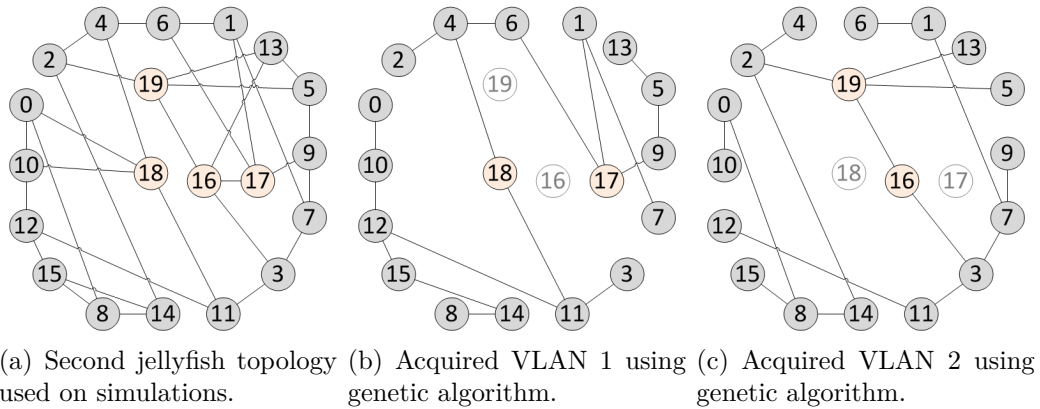 4 6 1
13
2
19 5
0
9
10 18 16 17
7
12
15 3
8 14 11
4 6 1
13
2
19 5
0
9
10 18 16 17
7
12
15 3
8 14 11
4 6 1
13
2
19 5
0
9
10 18 16 17
7
12
15 3
8 14 11
(a) Second jellyfish topology
used on simulations.
(b) Acquired VLAN 1 using
genetic algorithm.
(c) Acquired VLAN 2 using
genetic algorithm.